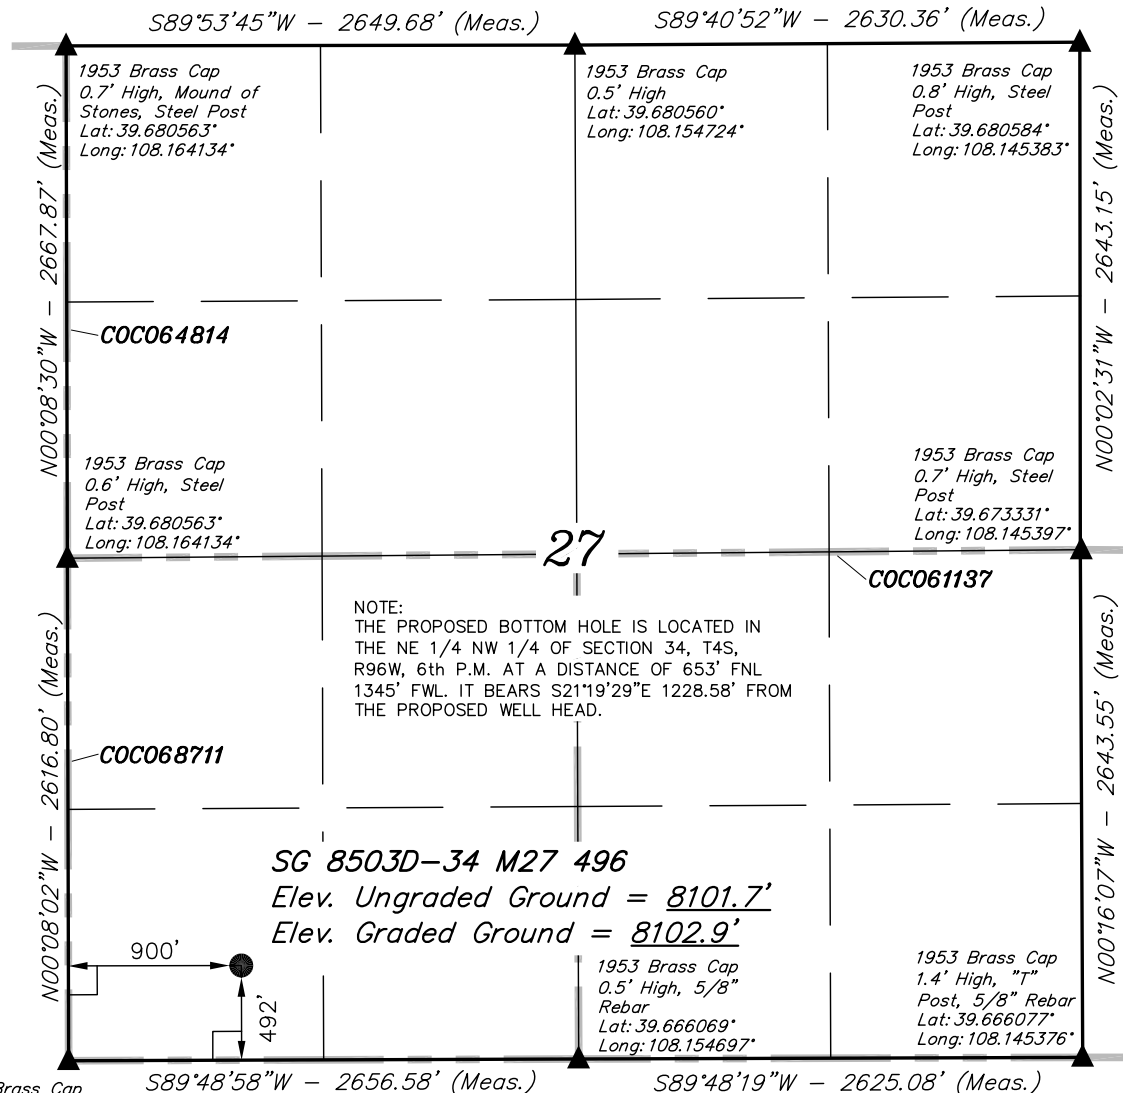 S89°53'45"W - 2649.68' (Meas.)
S89°40'52"W - 2630.36' (Meas.)
1953 Brass Cap
0.7' High, Mound of
Stones, Steel Post
Lat: 39.680563°
Long: 108.164134°
1953 Brass Cap
0.5' High
Lat: 39.680560°
Long: 108.154724°
1953 Brass Cap
0.8' High, Steel
Post
Lat: 39.680584°
Long: 108.145383°
N00°08'30"W - 2667.87' (Meas.)
N00°02'31"W - 2643.15' (Meas.)
COC064814
1953 Brass Cap
0.6' High, Steel
Post
Lat: 39.680563°
Long: 108.164134°
1953 Brass Cap
0.7' High, Steel
Post
Lat: 39.673331°
Long: 108.145397°
27
COC061137
NOTE:
THE PROPOSED BOTTOM HOLE IS LOCATED IN
THE NE 1/4 NW 1/4 OF SECTION 34, T4S,
R96W, 6th P.M. AT A DISTANCE OF 653' FNL
1345' FWL. IT BEARS S21°19'29"E 1228.58' FROM
THE PROPOSED WELL HEAD.
N00°08'02"W - 2616.80' (Meas.)
N00°16'07"W - 2643.55' (Meas.)
COC068711
SG 8503D-34 M27 496
Elev. Ungraded Ground = 8101.7'
Elev. Graded Ground = 8102.9'
900'
492'
1953 Brass Cap
0.5' High, 5/8"
Rebar
Lat: 39.666069°
Long: 108.154697°
1953 Brass Cap
1.4' High, "T"
Post, 5/8" Rebar
Lat: 39.666077°
Long: 108.145376°
Brass Cap
S89°48'58"W - 2656.58' (Meas.)
S89°48'19"W - 2625.08' (Meas.)